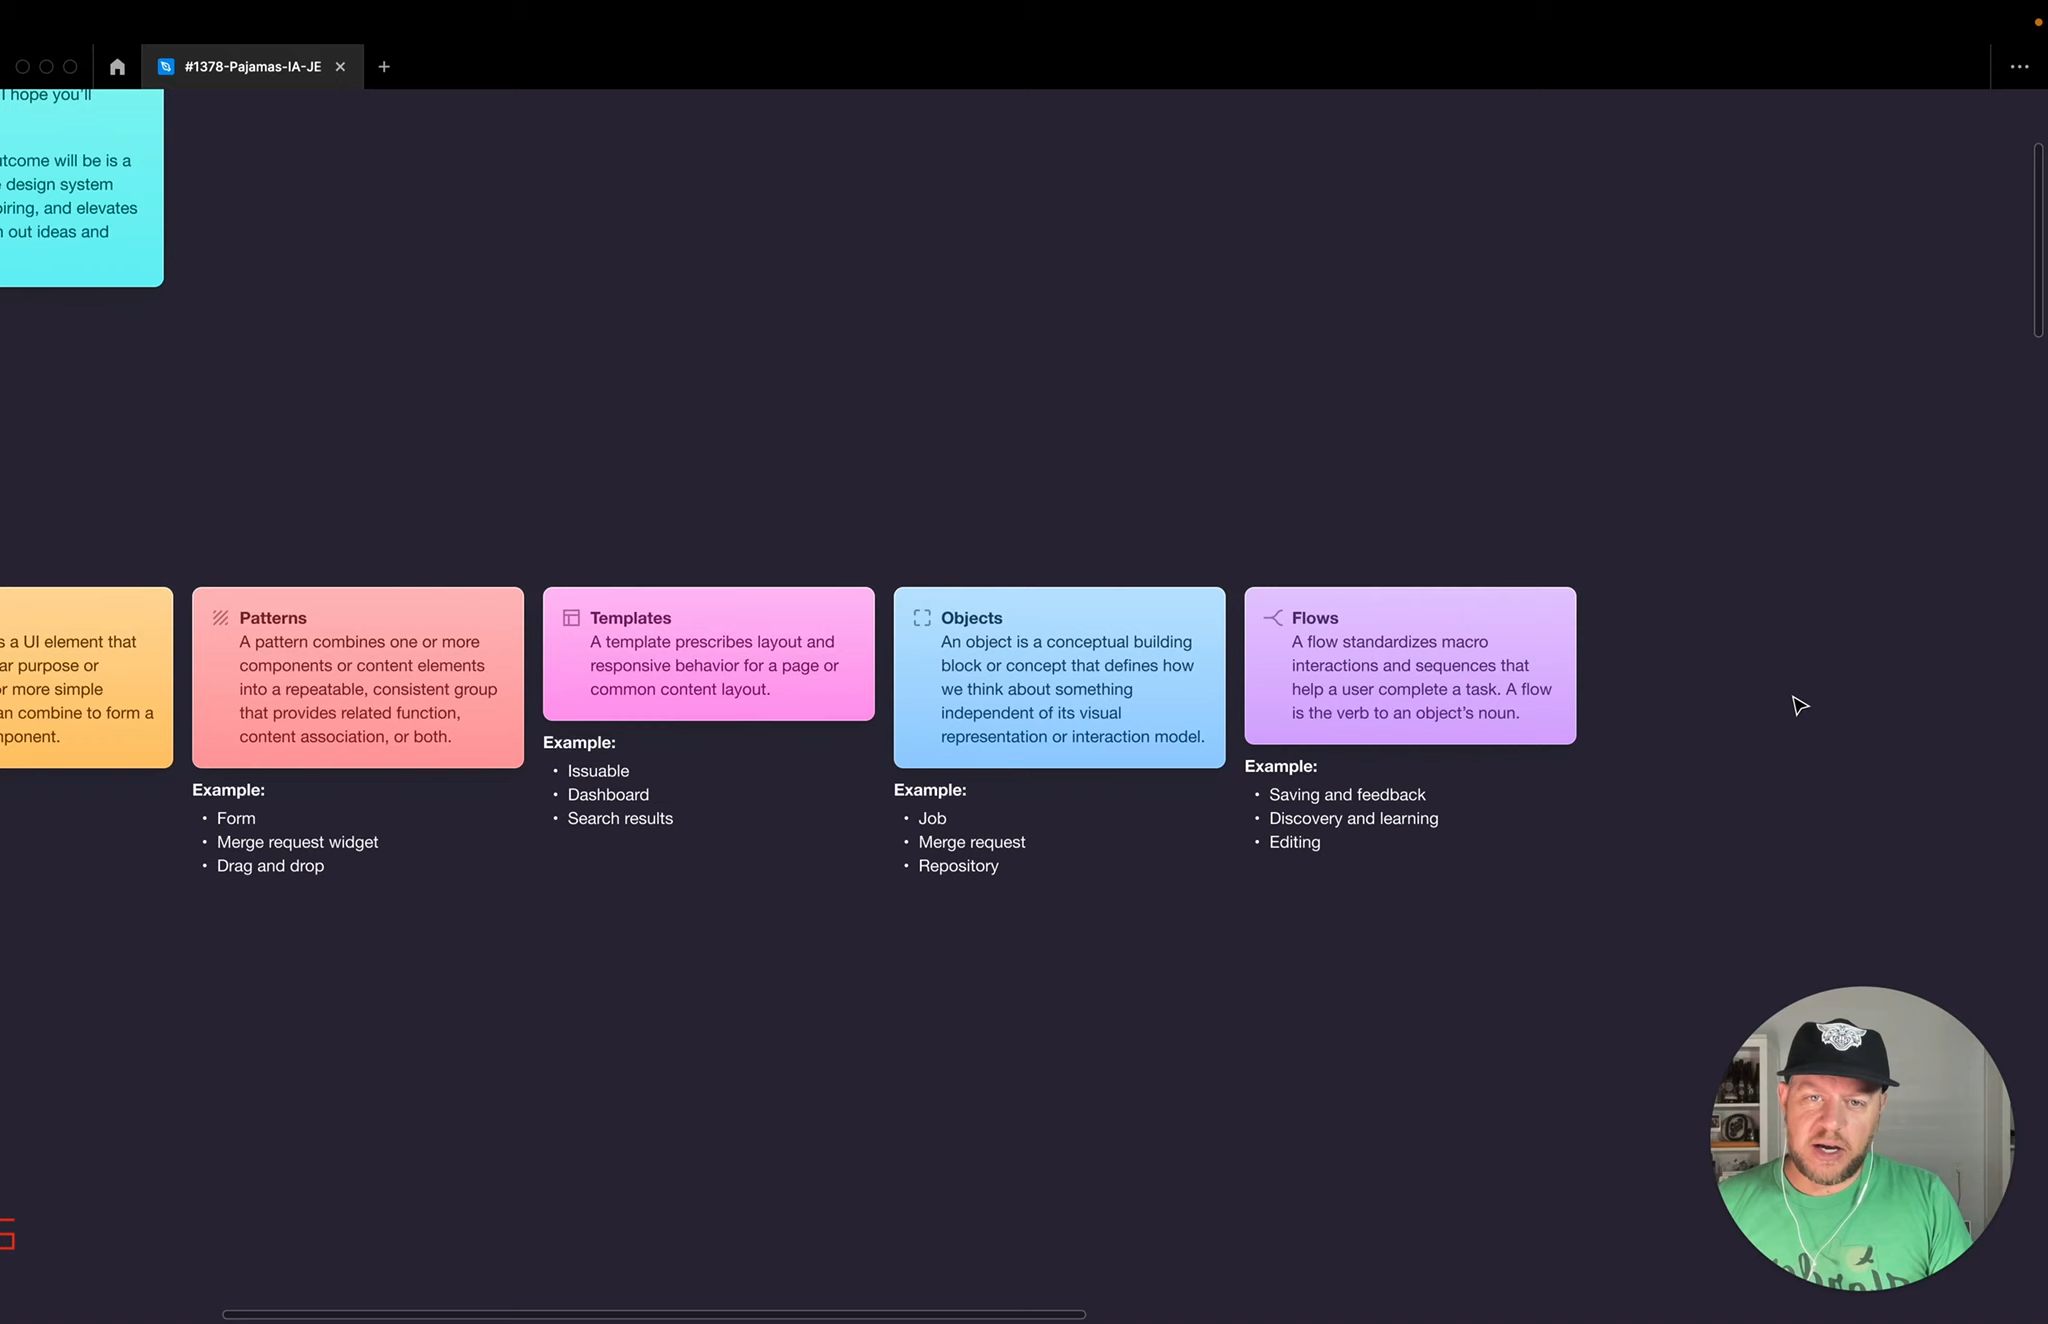 #1378-Pajamas-IA-JE
I hope you'll
outcome will be is a
design system
and elevates
out ideas and
s a UI element that
purpose or
more simple
combine to form a
Patterns
A pattern combines one or more
components or content elements
into a repeatable, consistent group
that provides related function,
content association, or both.
Example:
• Form
• Merge request widget
• Drag and drop
Templates
A template prescribes layout and
responsive behavior for a page or
common content layout.
Example:
• Issuable
• Dashboard
• Search results
Objects
An object is a conceptual building
block or concept that defines how
we think about something
independent of its visual
representation or interaction model.
Example:
• Job
• Merge request
• Repository
Flows
A flow standardizes macro
interactions and sequences that
help a user complete a task. A flow
is the verb to an object’s noun.
Example:
• Saving and feedback
• Discovery and learning
• Editing